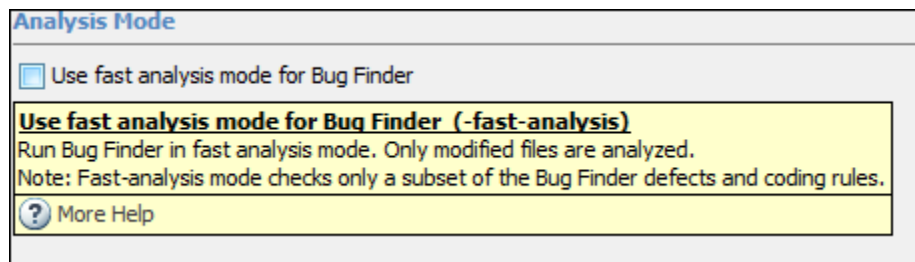 Analysis Mode
Use fast analysis mode for Bug Finder
Use fast analysis mode for Bug Finder (-fast-analysis)
Run Bug Finder in fast analysis mode. Only modified files are analyzed.
Note: Fast-analysis mode checks only a subset of the Bug Finder defects and coding rules.
? More Help